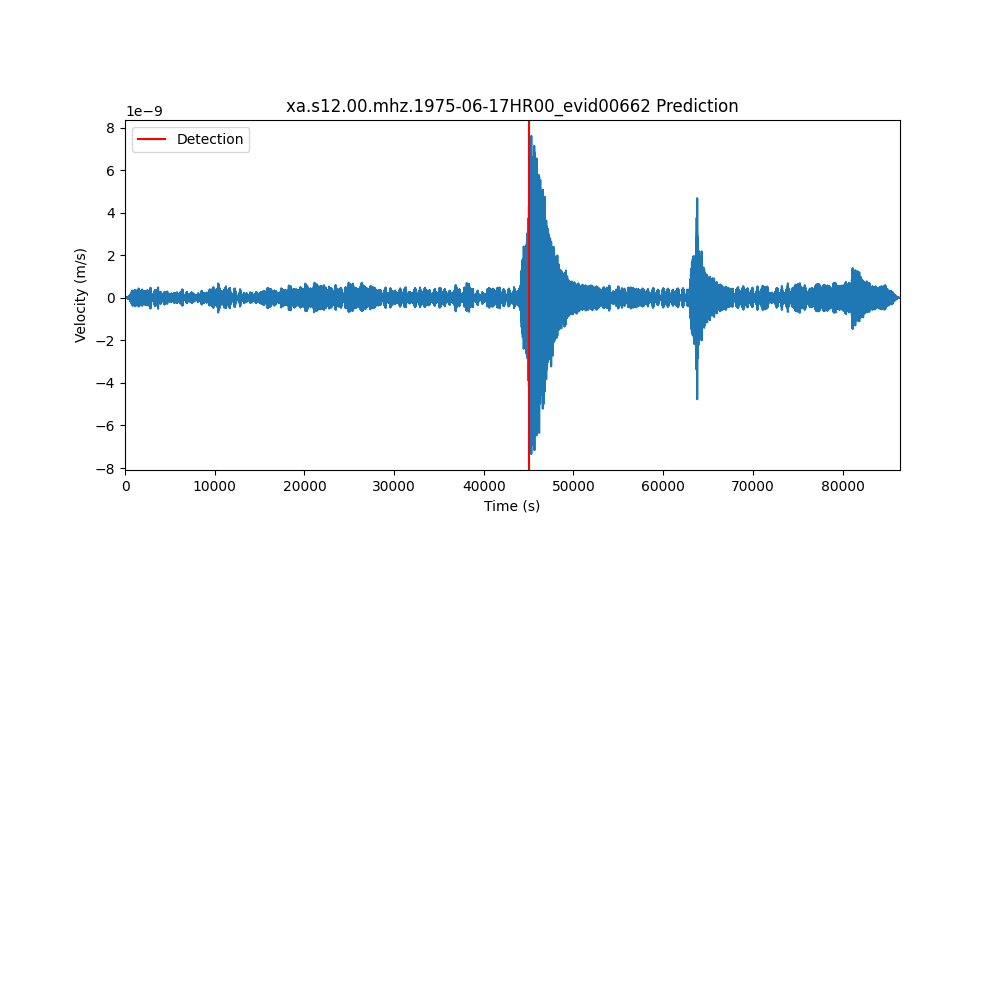 xa.s12.00.mhz.1975-06-17HR00_evid00662 Prediction
1e−9
Detection
8
6
4
2
0
−2
−4
−6
−8
Velocity (m/s)
0 10000 20000 30000 40000 50000 60000 70000 80000
Time (s)